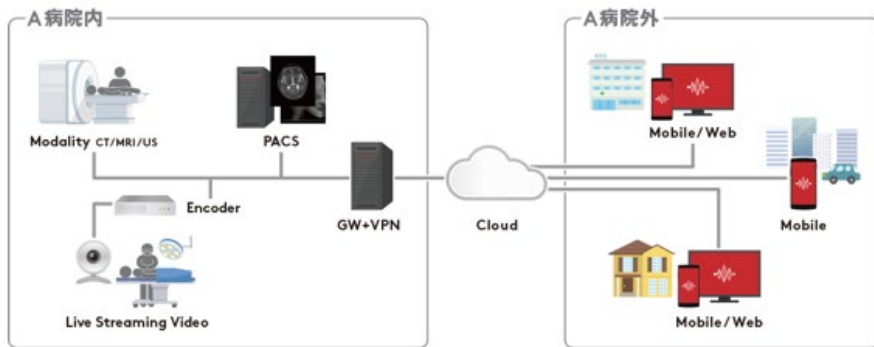 A病院内
Modality CT/MRI/US
PACS
Encoder
GW+VPN
Live Streaming Video
Cloud
A病院外
Mobile/Web
Mobile
Mobile/Web